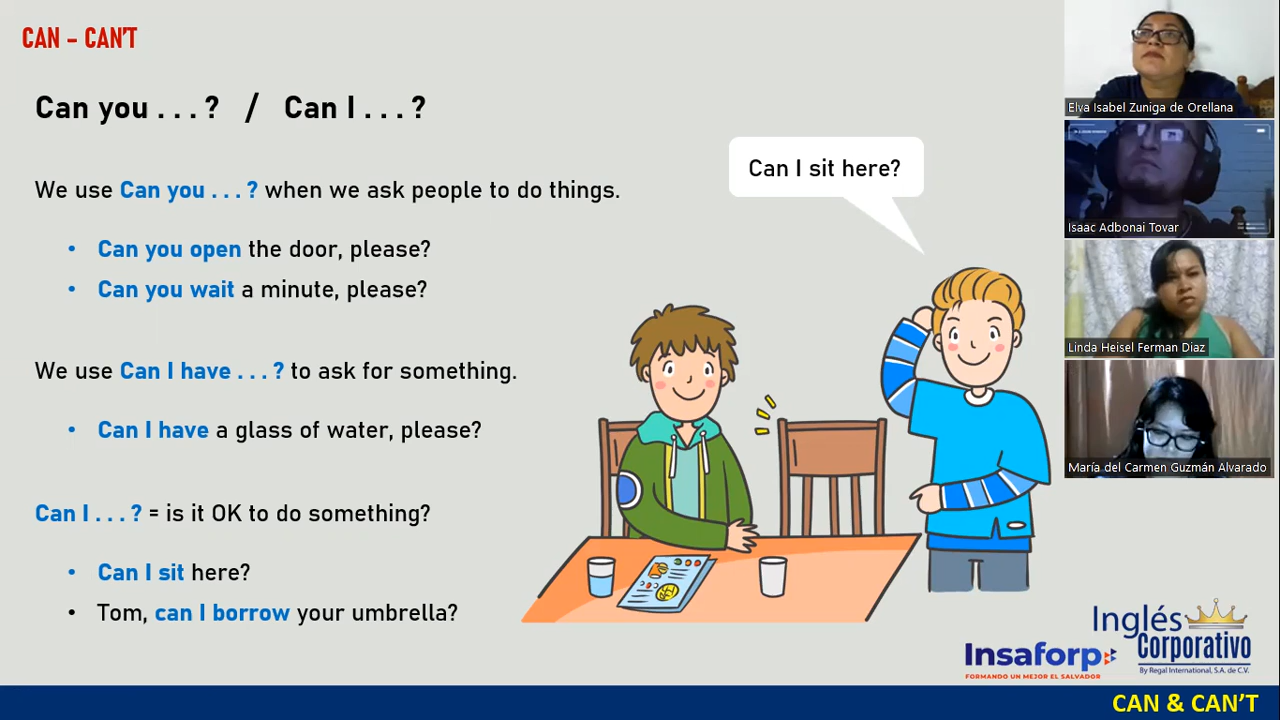 CAN - CAN'T
Can you . . . ? / Can I . . . ?
We use Can you . . . ? when we ask people to do things.
• Can you open the door, please?
• Can you wait a minute, please?
We use Can I have . . . ? to ask for something.
• Can I have a glass of water, please?
Can I . . . ? = is it OK to do something?
• Can I sit here?
• Tom, can I borrow your umbrella?
Can I sit here?
Elva Isabel Zuniga de Orellana
Isaac Adbonai Tovar
Linda Heisel Ferman Diaz
María del Carmen Guzmán Alvarado
Insaforp
FORMANDO UN MEJOR EL SALVADOR
Inglés
Corporativo
By Regal International, S.A. de C.V.
CAN & CAN'T